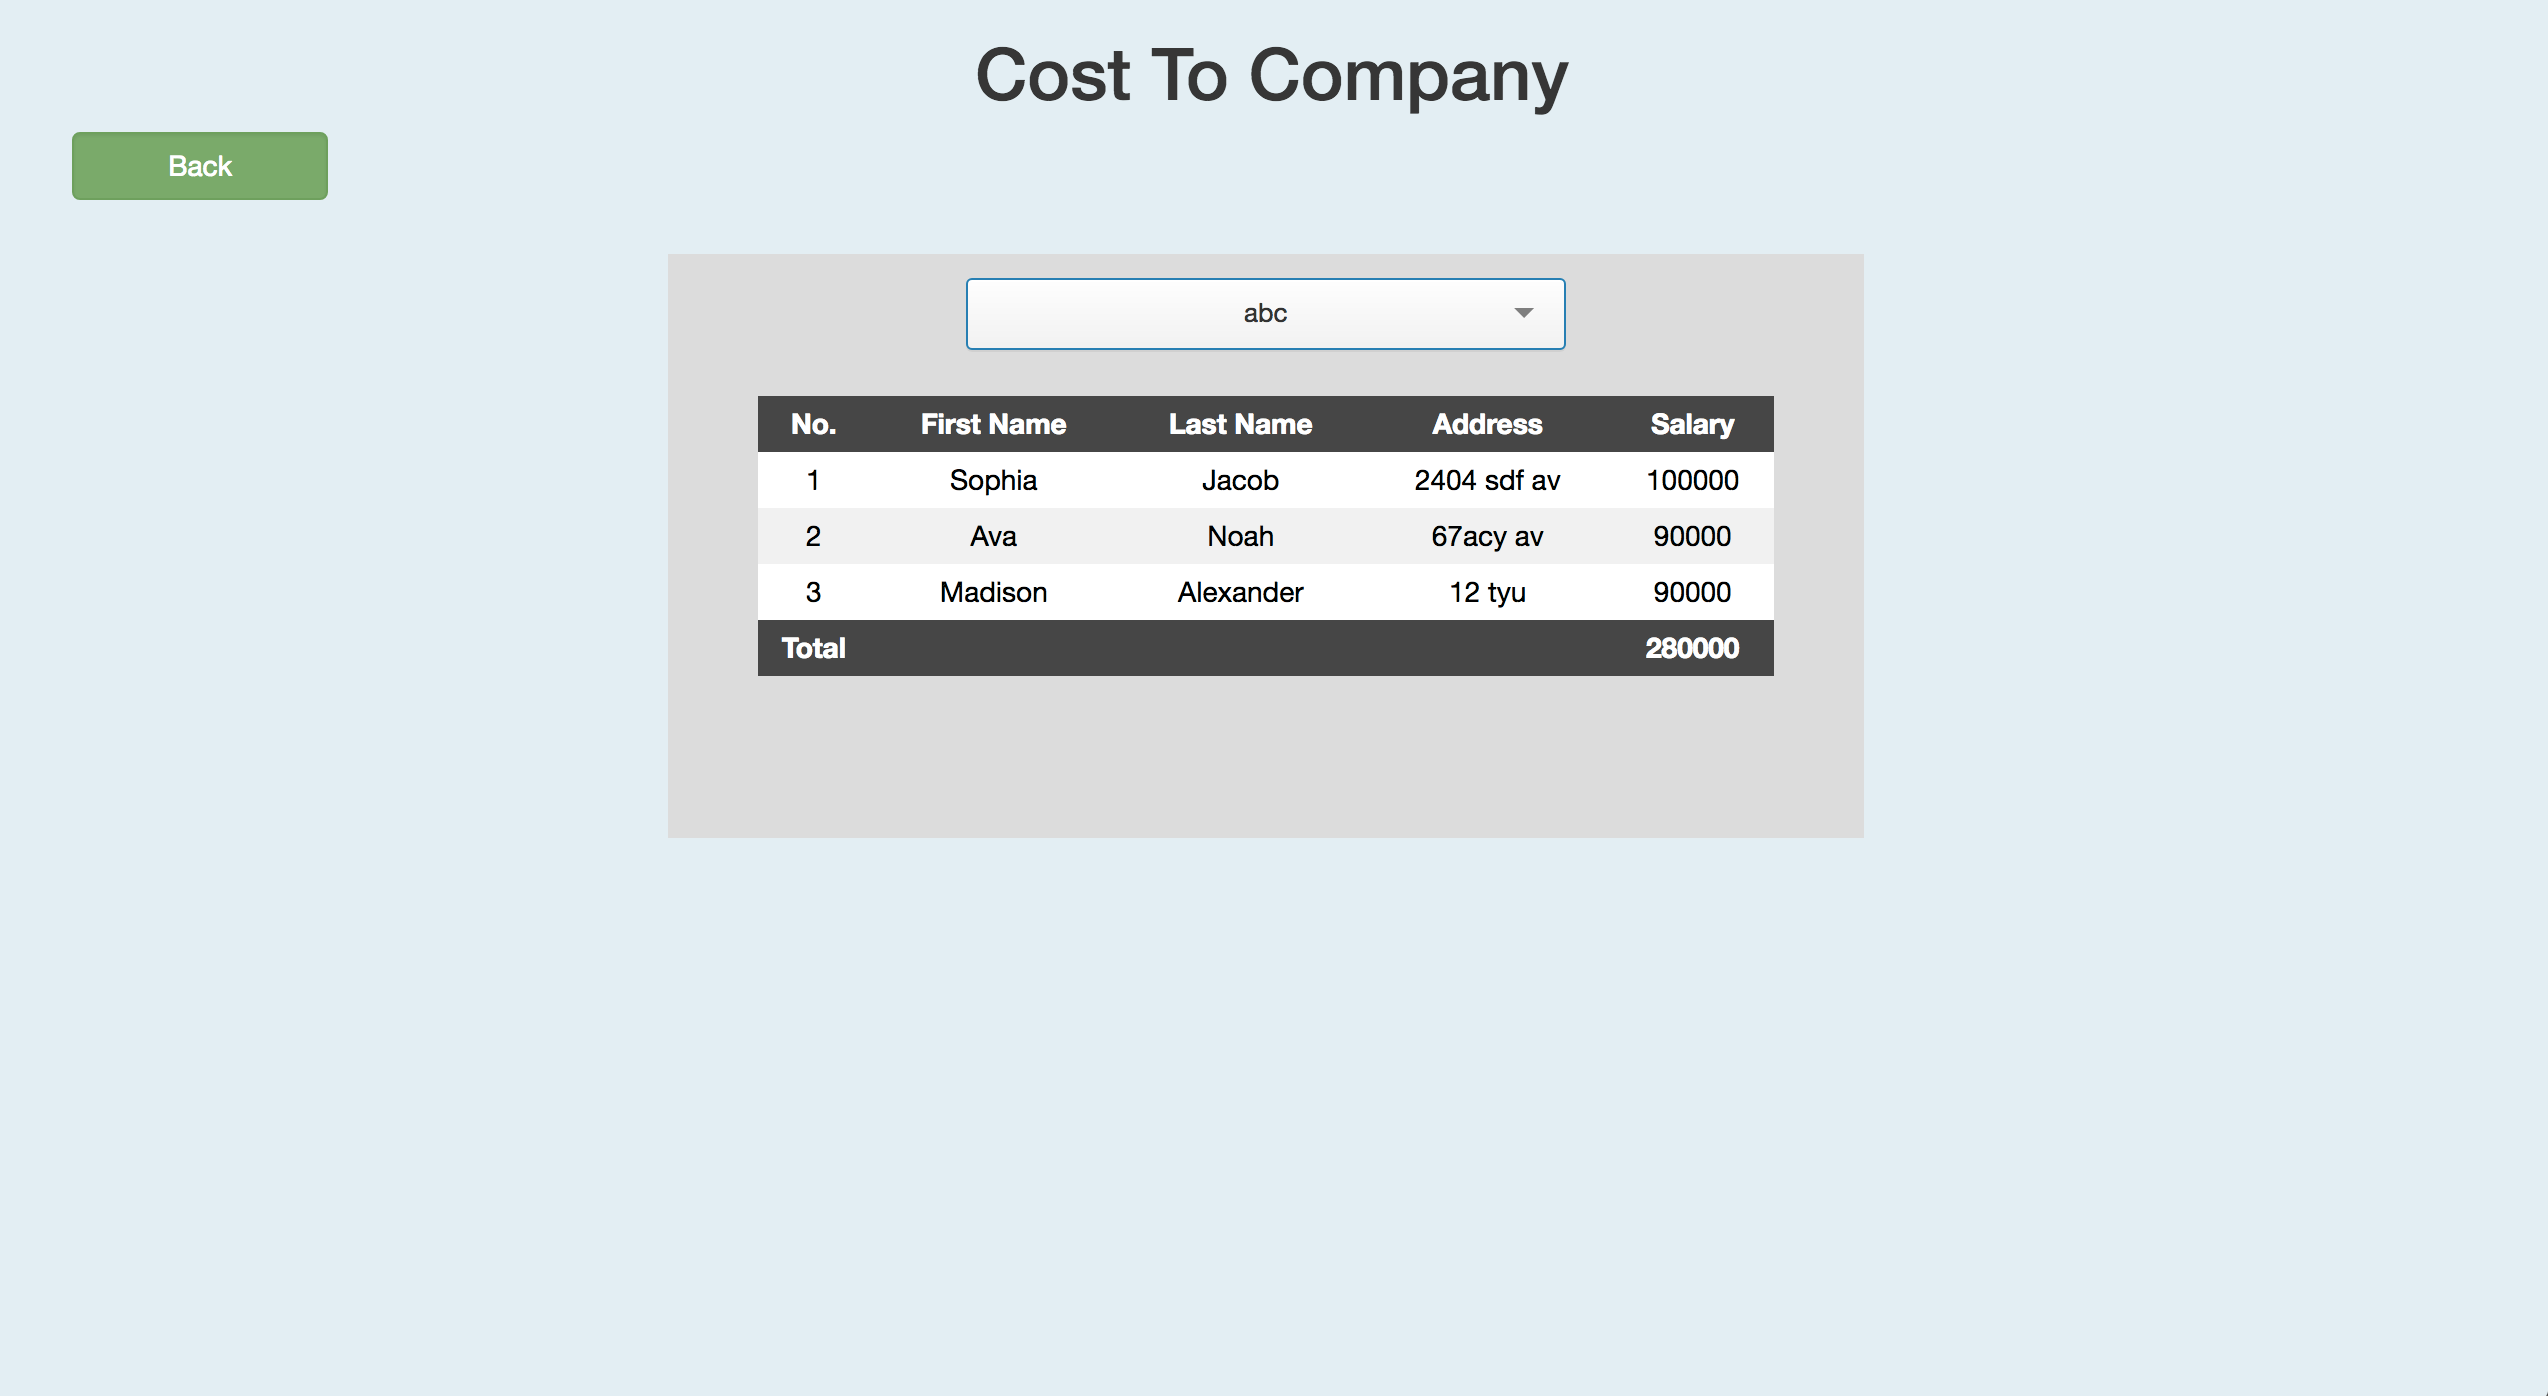 Cost To Company
Back
abc
No. First Name Last Name Address Salary
1 Sophia Jacob 2404 sdf av 100000
2 Ava Noah 67acy av 90000
3 Madison Alexander 12 tyu 90000
Total 280000